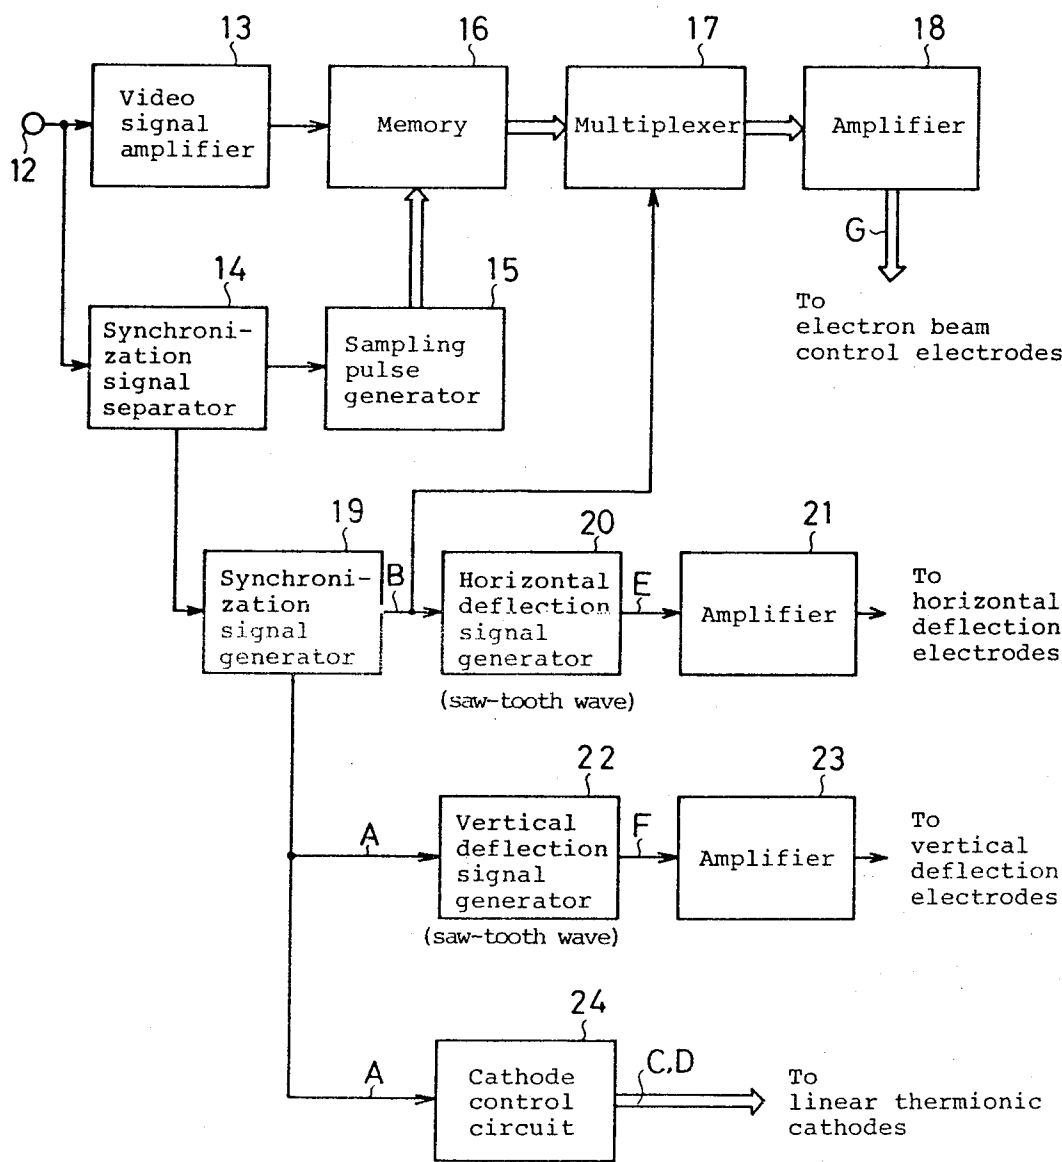 13
16
17
18
Video
signal
amplifier
Memory
Multiplexer
Amplifier
12
G
14
15
To
electron beam
control electrodes
Synchroni-
zation
signal
separator
Sampling
pulse
generator
19
20
21
Synchroni-
zation
signal
generator
B
Horizontal
deflection
signal
generator
E
Amplifier
To
horizontal
deflection
electrodes
(saw-tooth wave)
22
23
A
Vertical
deflection
signal
generator
F
Amplifier
To
vertical
deflection
electrodes
(saw-tooth wave)
24
A
Cathode
control
circuit
C,D
To
linear thermionic
cathodes